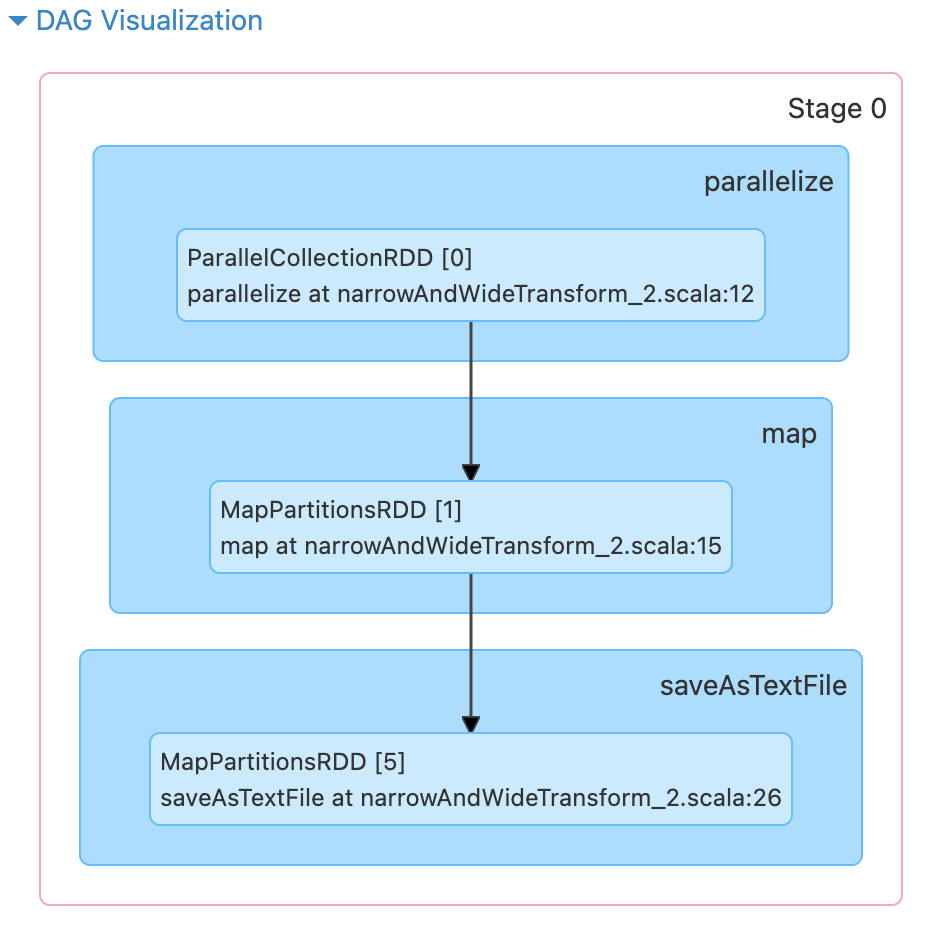 DAG Visualization
Stage 0
parallelize
ParallelCollectionRDD [0]
parallelize at narrowAndWideTransform_2.scala:12
map
MapPartitionsRDD [1]
map at narrowAndWideTransform_2.scala:15
saveAsTextFile
MapPartitionsRDD [5]
saveAsTextFile at narrowAndWideTransform_2.scala:26